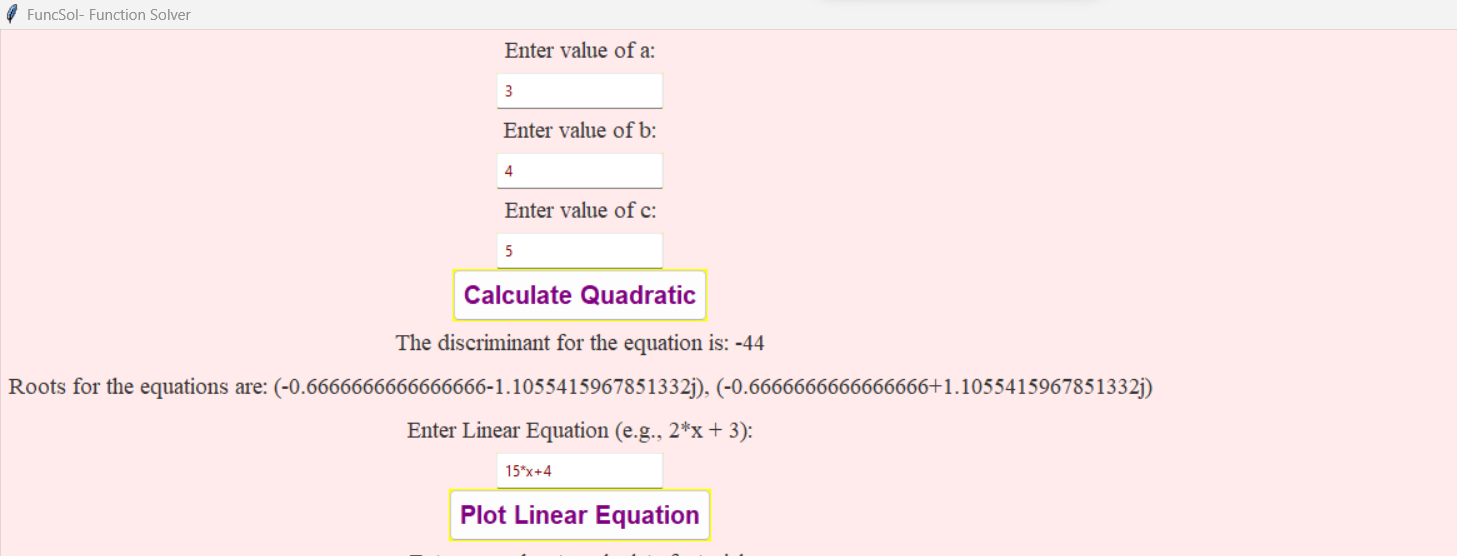 FuncSol- Function Solver
Enter value of a:
3
Enter value of b:
4
Enter value of c:
5
Calculate Quadratic
The discriminant for the equation is: -44
Roots for the equations are: (-0.6666666666666666-1.1055415967851332j), (-0.6666666666666666+1.1055415967851332j)
Enter Linear Equation (e.g., 2*x + 3):
15*x+4
Plot Linear Equation